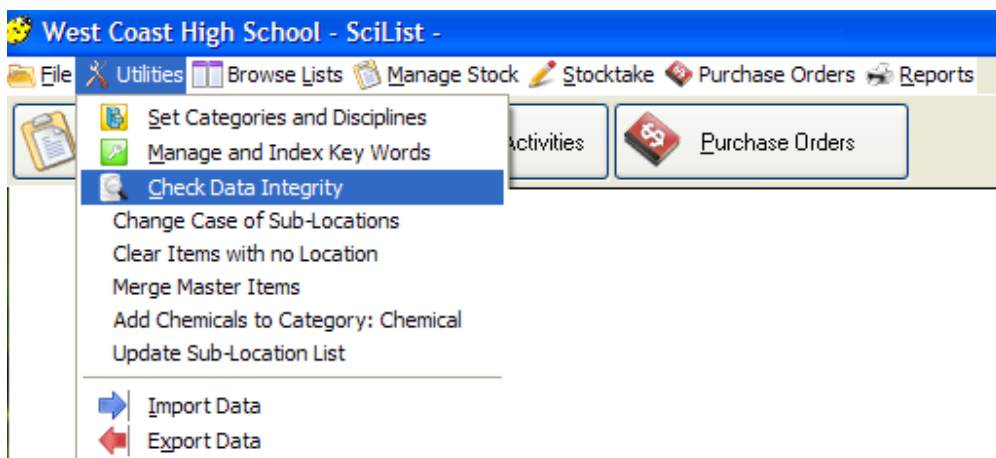 West Coast High School - SciList -
File Utilities Browse Lists Manage Stock Stocktake Purchase Orders Reports
Activities Purchase Orders
Set Categories and Disciplines
Manage and Index Key Words
Check Data Integrity
Change Case of Sub-Locations
Clear Items with no Location
Merge Master Items
Add Chemicals to Category: Chemical
Update Sub-Location List
Import Data
Export Data